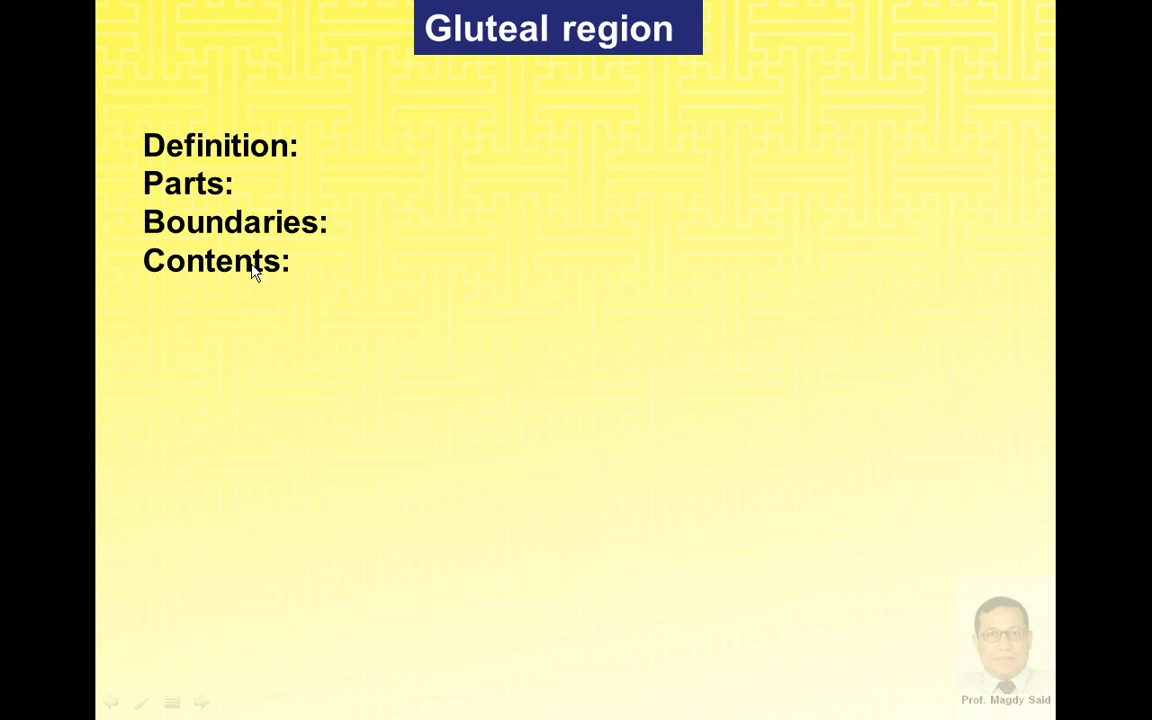 Gluteal region
Definition:
Parts:
Boundaries:
Contents:
Prof. Magdy Said